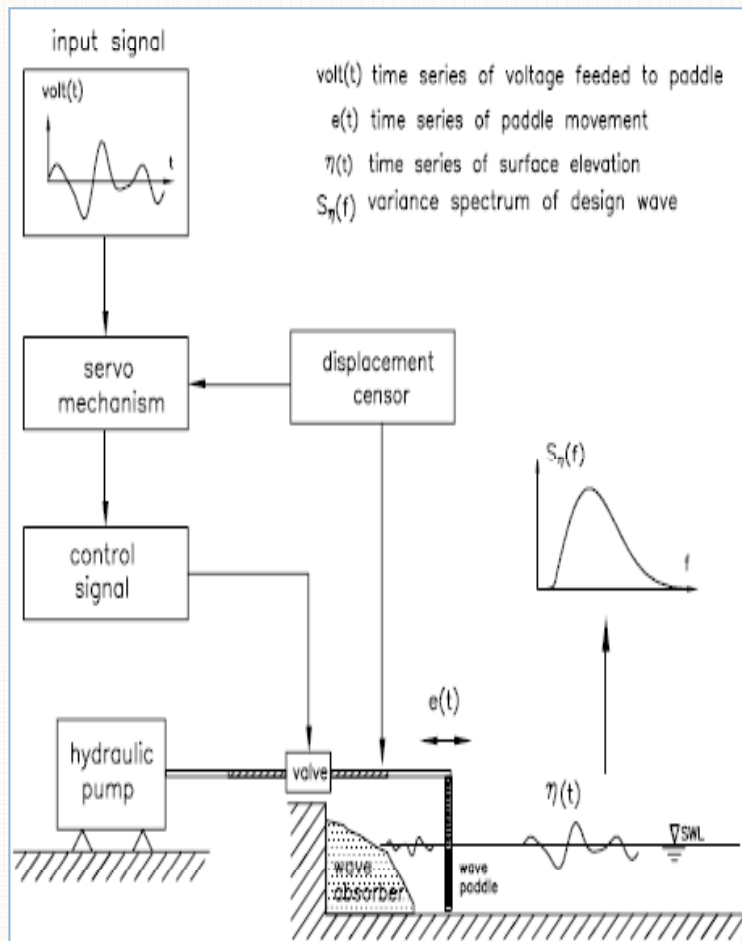 input signal
volt(t)
t
volt(t) time series of voltage feeded to paddle
e(t) time series of paddle movement
η(t) time series of surface elevation
Sη(f) variance spectrum of design wave
servo
mechanism
displacement
censor
control
signal
Sη(f)
f
hydraulic
pump
valve
e(t)
η(t)
SWL
wave
absorber
wave
paddle